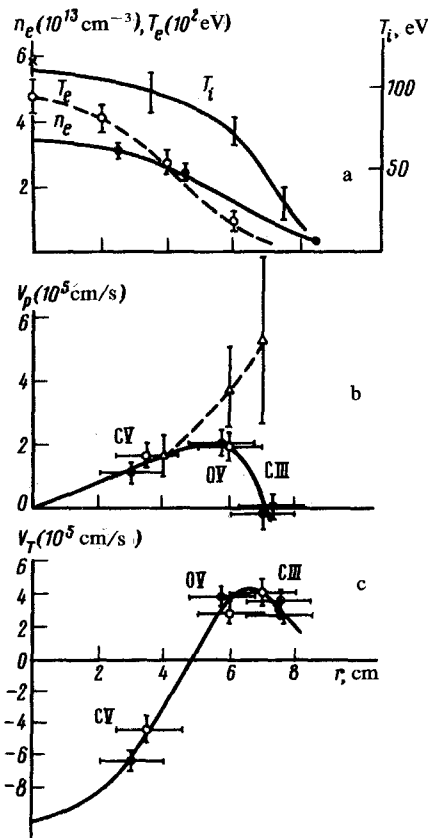 n_e (10^13 cm^-3), T_e (10^2 eV)
T_i, eV
6
4
2
100
50
T_e
n_e
T_i
a
V_p (10^5 cm/s)
6
4
2
0
CV
OV
CIII
b
V_T (10^5 cm/s)
4
2
0
-2
-4
-6
-8
OV
CIII
CV
c
2 4 6 8
r, cm